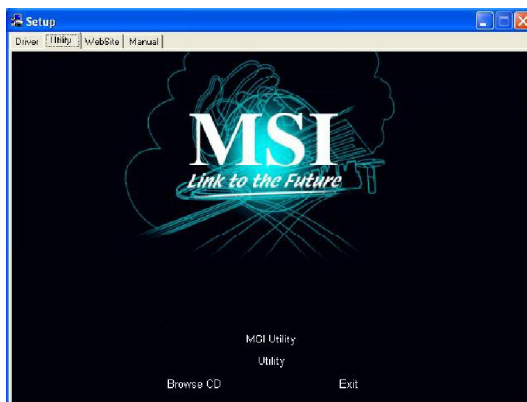 Setup
Driver Utility WebSite Manual
MSI
Link to the Future
MSI Utility
Utility
Browse CD Exit